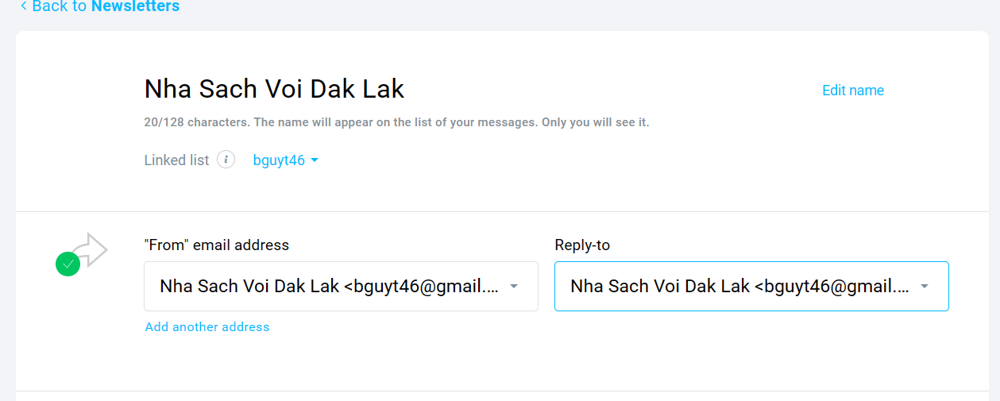 < Back to Newsletters
Nha Sach Voi Dak Lak
Edit name
20/128 characters. The name will appear on the list of your messages. Only you will see it.
Linked list i bguyt46
"From" email address
Reply-to
Nha Sach Voi Dak Lak <bguyt46@gmail....
Nha Sach Voi Dak Lak <bguyt46@gmail....
Add another address